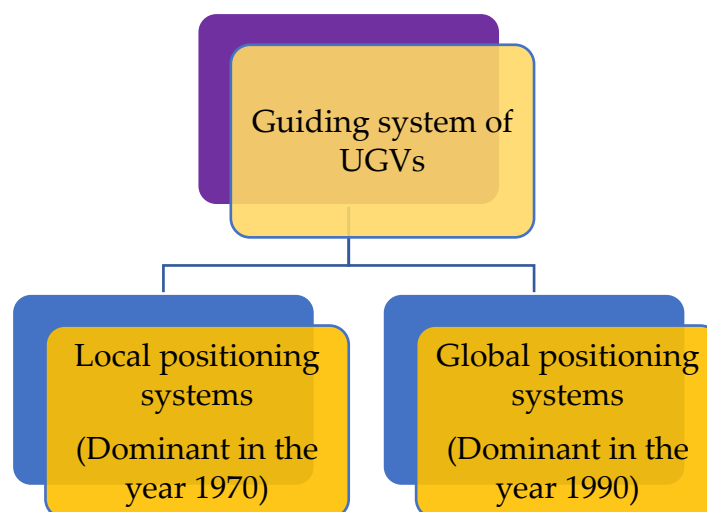 Guiding system of
UGVs
Local positioning
systems
(Dominant in the
year 1970)
Global positioning
systems
(Dominant in the
year 1990)